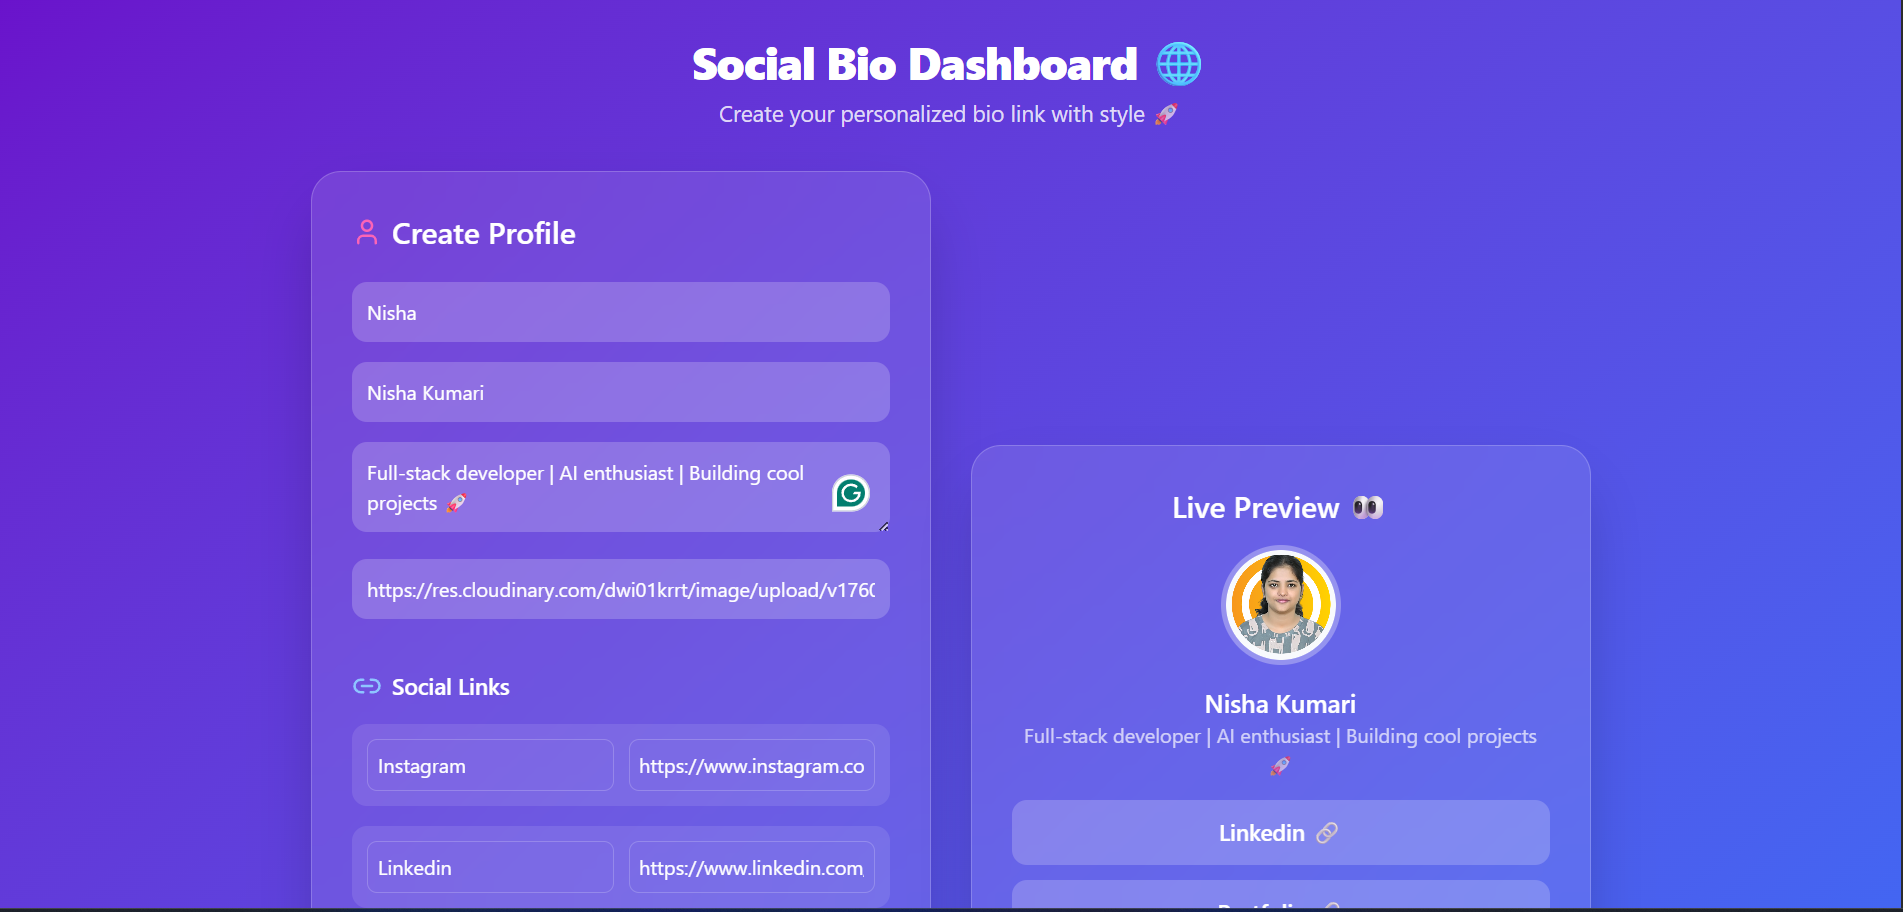 Social Bio Dashboard 🌐
Create your personalized bio link with style 🚀
Create Profile
Nisha
Nisha Kumari
Full-stack developer | AI enthusiast | Building cool
projects 🚀
https://res.cloudinary.com/dwi01krrt/image/upload/v176
Social Links
Instagram
https://www.instagram.co
Linkedin
https://www.linkedin.com
Live Preview 👀
Nisha Kumari
Full-stack developer | AI enthusiast | Building cool projects
🚀
Linkedin 🔗